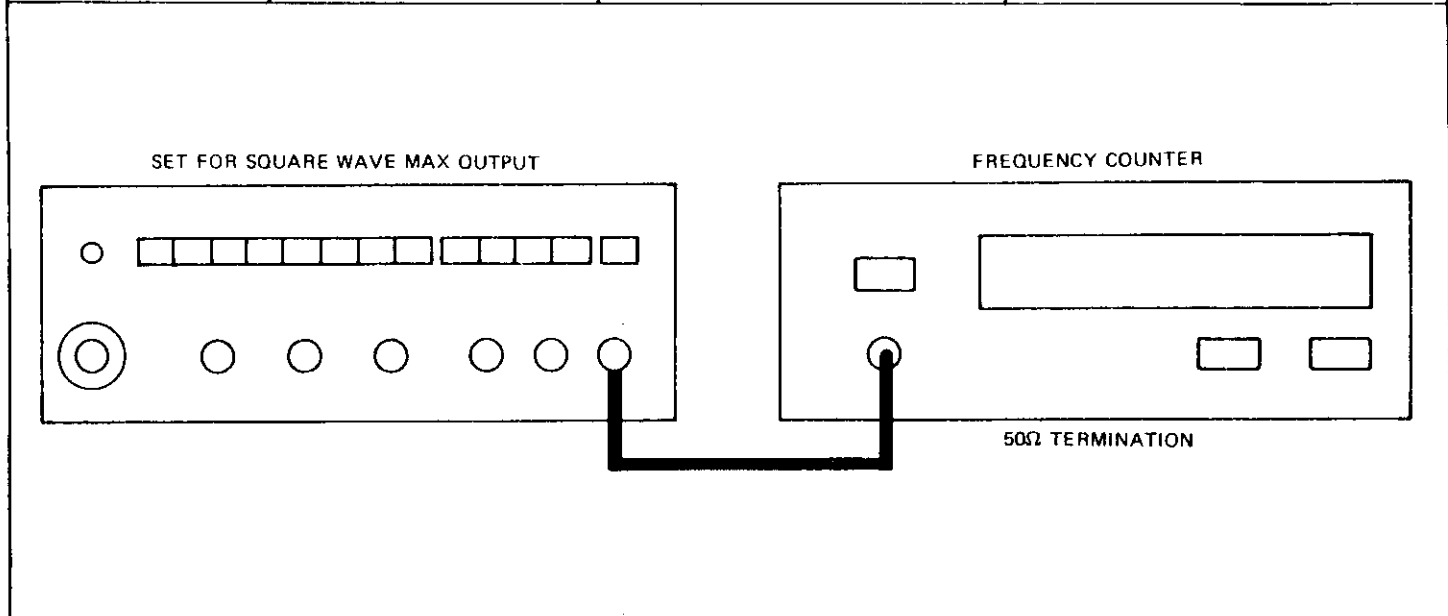 SET FOR SQUARE WAVE MAX OUTPUT
FREQUENCY COUNTER
50Ω TERMINATION